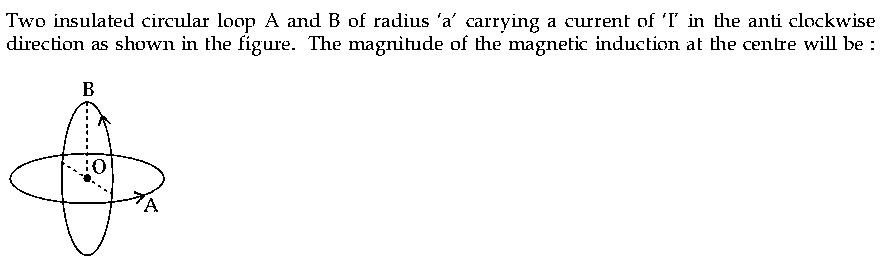 Two insulated circular loop A and B of radius ‘a’ carrying a current of ‘I’ in the anti clockwise
direction as shown in the figure. The magnitude of the magnetic induction at the centre will be :
B
O
A